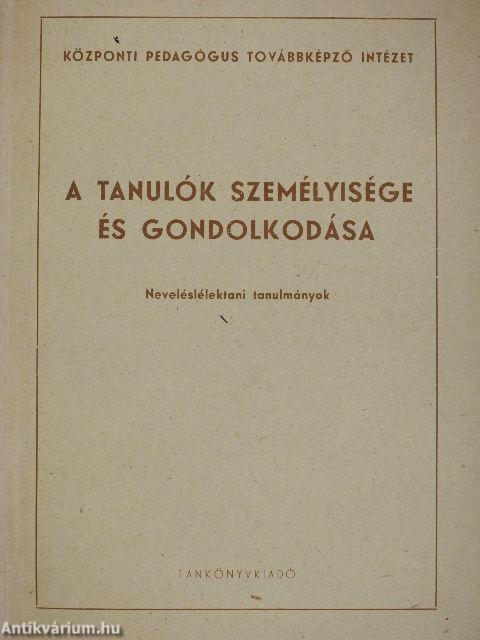 KÖZPONTI PEDAGÓGUS TOVÁBBKÉPZŐ INTÉZET
A TANULÓK SZEMÉLYISÉGE
ÉS GONDOLKODÁSA
Neveléslélektani tanulmányok
TANKÖNYVKIADÓ
Antikvárium.hu